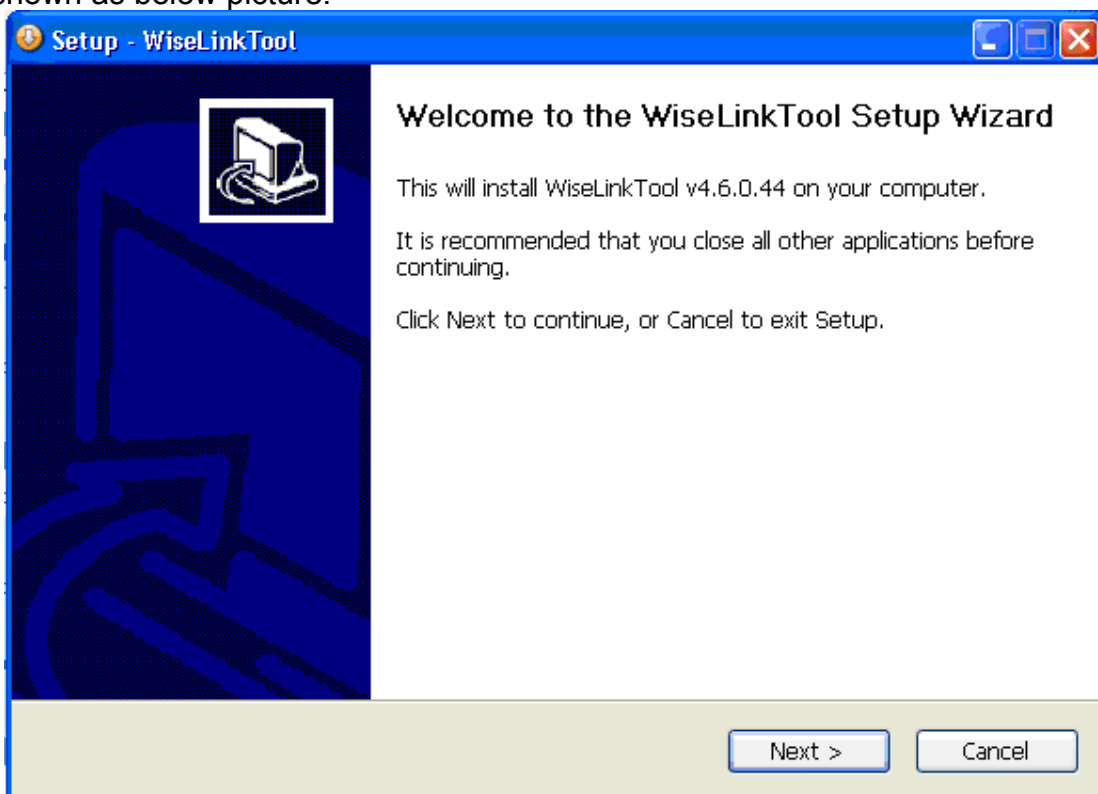 shown as below picture.
Setup - WiseLinkTool
Welcome to the WiseLinkTool Setup Wizard
This will install WiseLinkTool v4.6.0.44 on your computer.
It is recommended that you close all other applications before
continuing.
Click Next to continue, or Cancel to exit Setup.
Next >
Cancel